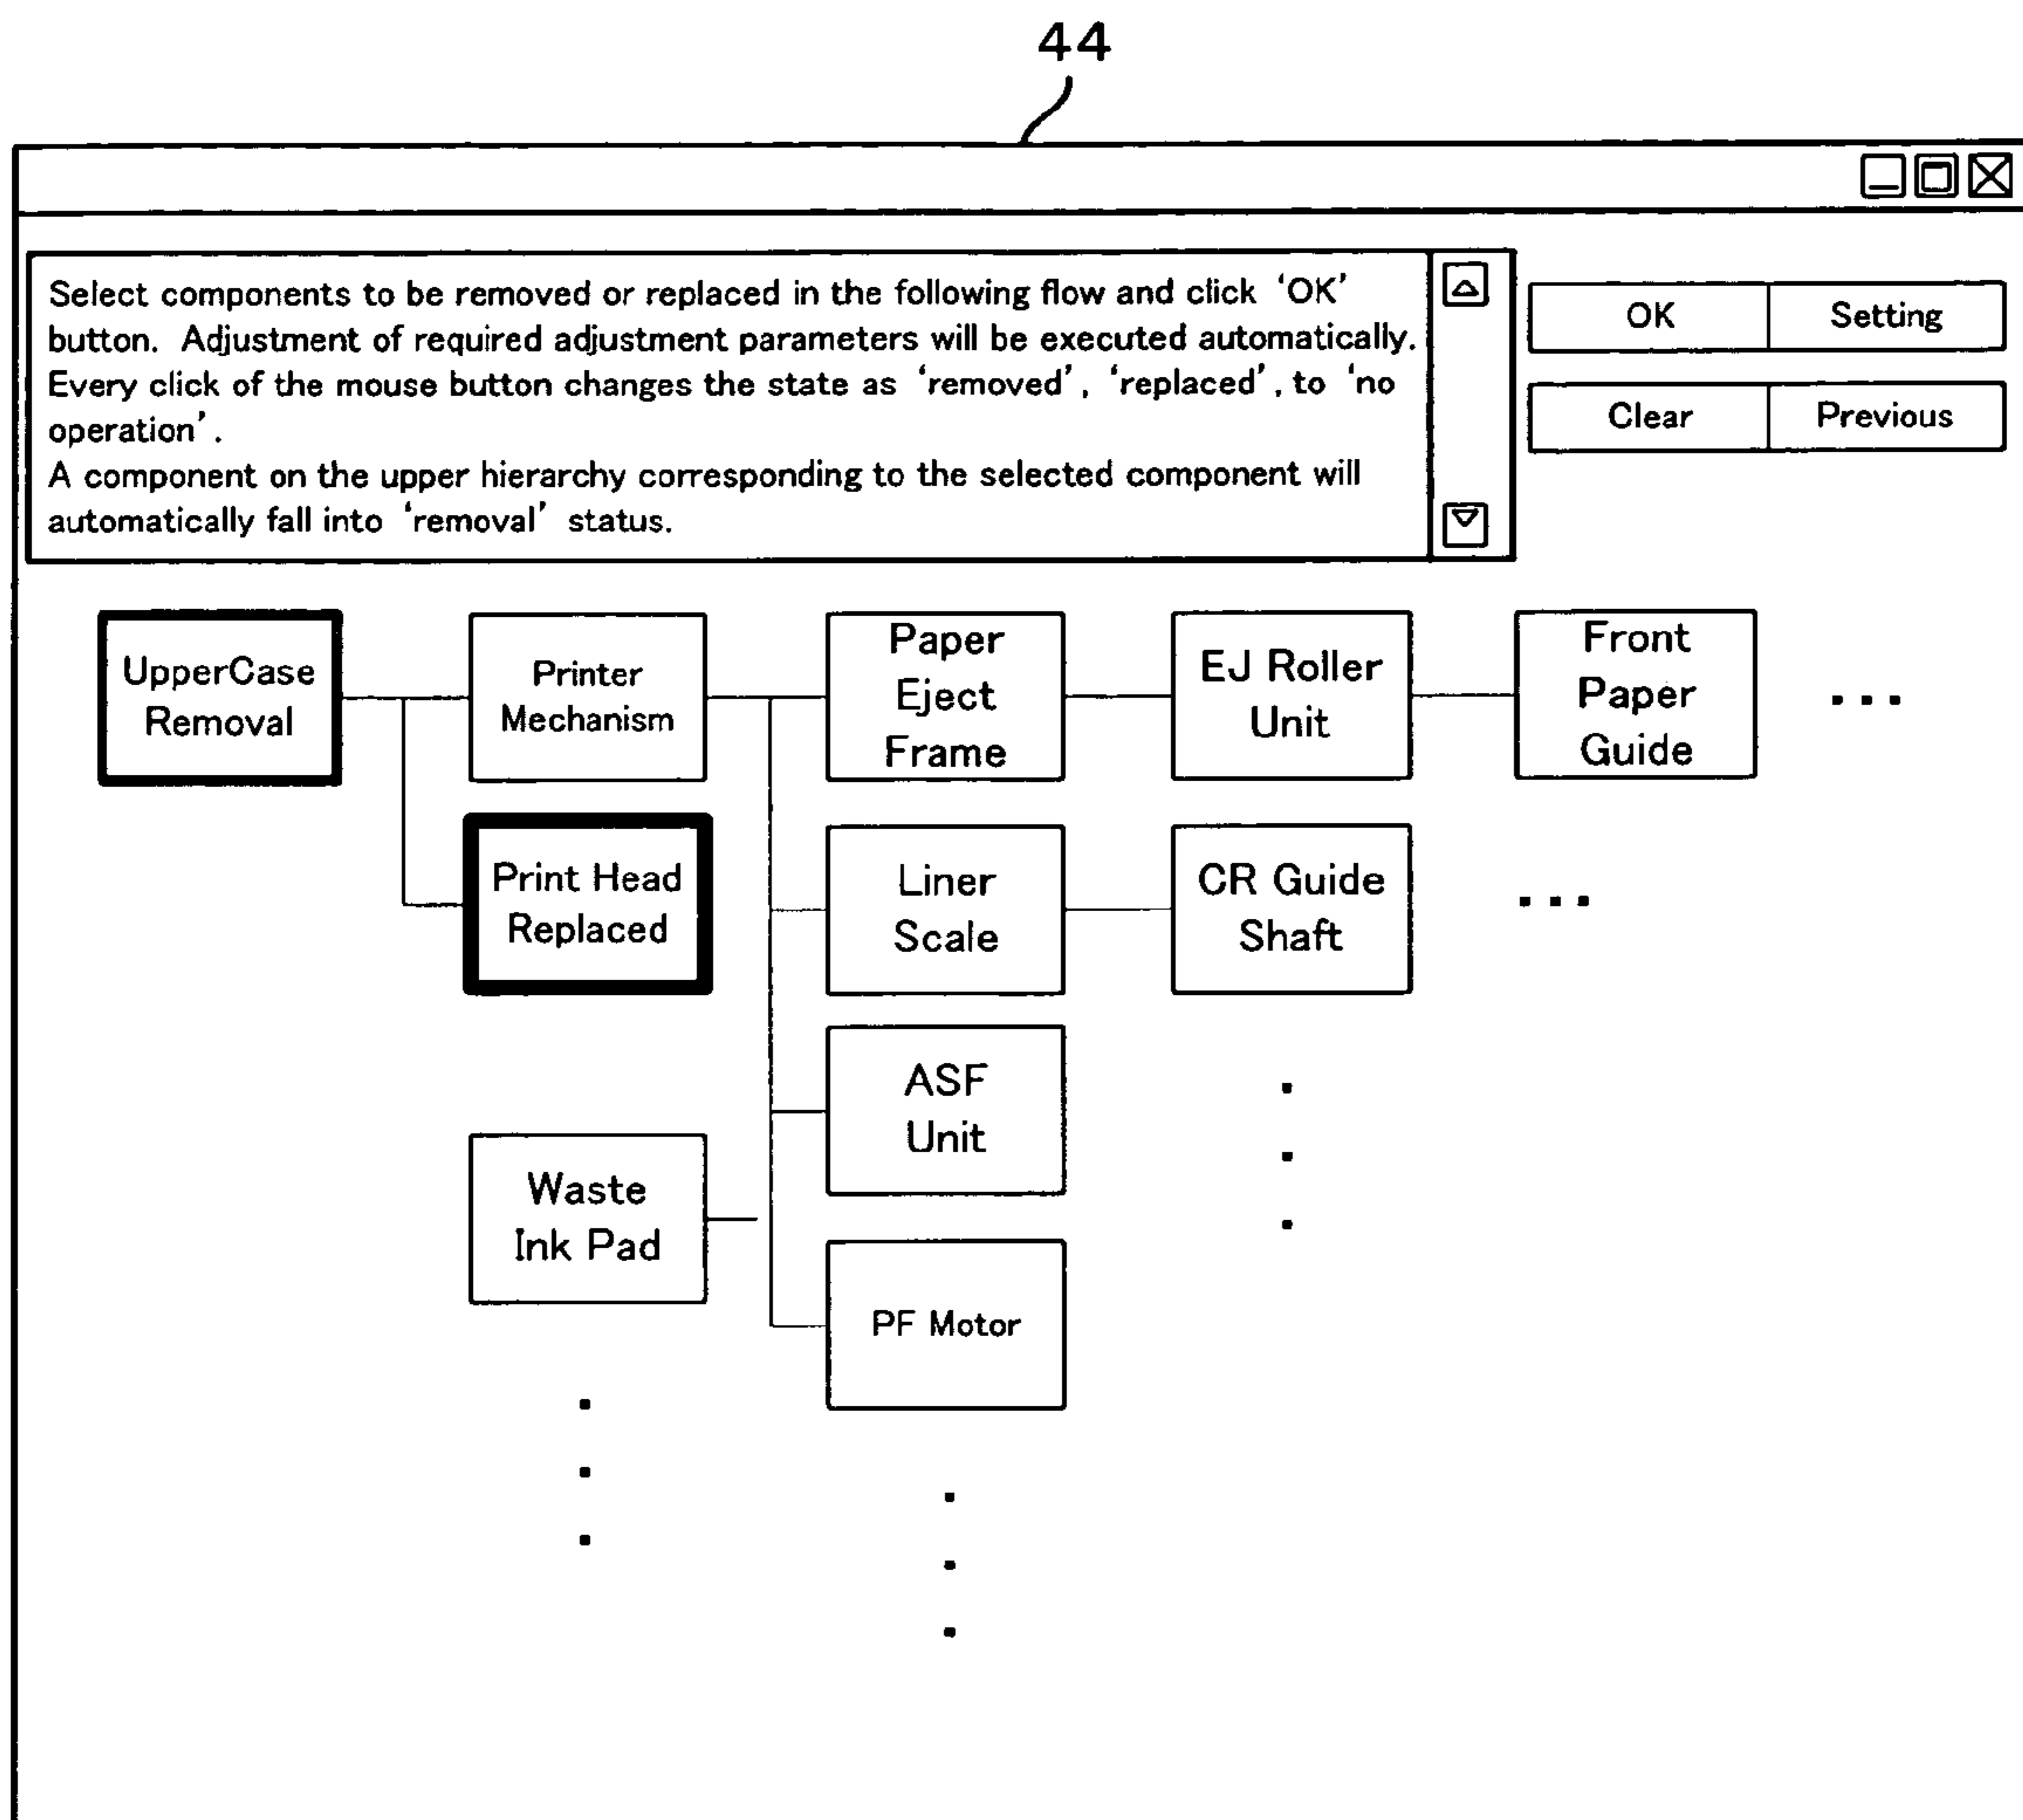 44
Select components to be removed or replaced in the following flow and click ‘OK’
button. Adjustment of required adjustment parameters will be executed automatically.
Every click of the mouse button changes the state as ‘removed’, ‘replaced’, to ‘no
operation’.
A component on the upper hierarchy corresponding to the selected component will
automatically fall into ‘removal’ status.
OK
Setting
Clear
Previous
UpperCase
Removal
Printer
Mechanism
Paper
Eject
Frame
EJ Roller
Unit
Front
Paper
Guide
...
Print Head
Replaced
Liner
Scale
CR Guide
Shaft
...
ASF
Unit
Waste
Ink Pad
PF Motor